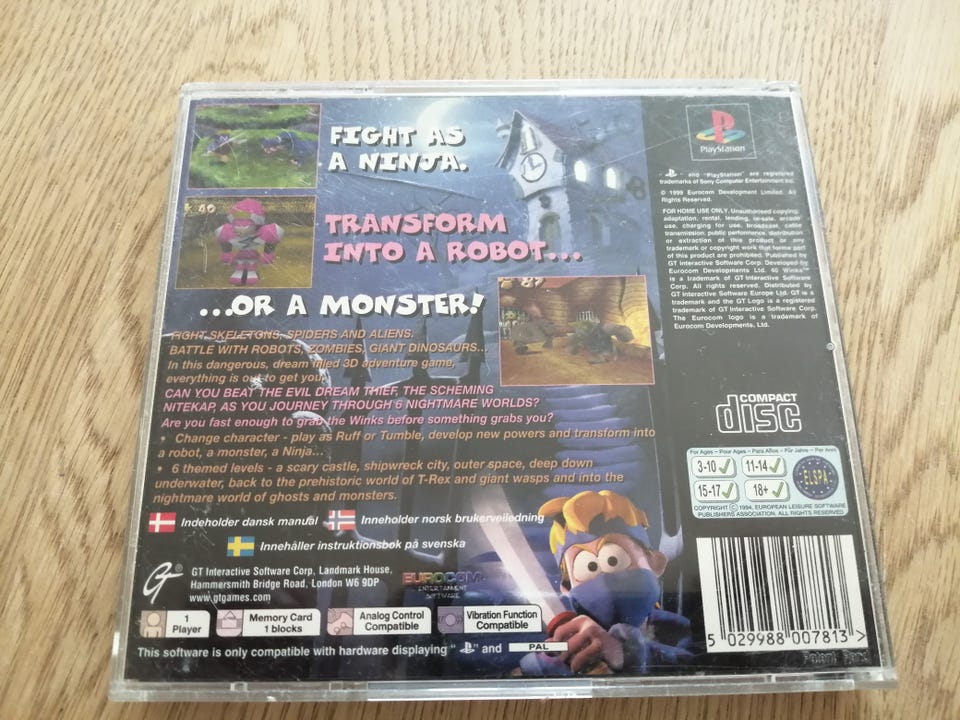 FIGHT AS
A NINJA.
TRANSFORM
INTO A ROBOT...
...OR A MONSTER!
FIGHT SKELETONS, SPIDERS AND ALIENS.
BATTLE WITH ROBOTS, ZOMBIES, GIANT DINOSAURS...
In this dangerous, dream filled 3D adventure game,
everything is out to get you.
CAN YOU BEAT THE EVIL DREAM THIEF, THE SCHEMING
NITEKAP, AS YOU JOURNEY THROUGH 6 NIGHTMARE WORLDS?
Are you fast enough to grab the Winks before something grabs you?
• Change character - play as Ruff or Tumble, develop new powers and transform into
a robot, a monster, a Ninja...
• 6 themed levels - a scary castle, shipwreck city, outer space, deep down
underwater, back to the prehistoric world of T-Rex and giant wasps and into the
nightmare world of ghosts and monsters.
Indeholder dansk manual
Inneholder norsk brukerveiledning
Innehåller instruktionsbok på svenska
GT
GT Interactive Software Corp, Landmark House,
Hammersmith Bridge Road, London W6 9DP
www.gtgames.com
EUROCOM
ENTERTAINMENT
SOFTWARE
1
Player
Memory Card
1 blocks
Analog Control
Compatible
Vibration Function
Compatible
This software is only compatible with hardware displaying " " and PAL
40
PlayStation
" " and "PlayStation" are registered
trademarks of Sony Computer Entertainment Inc.
© 1999 Eurocom Development Limited. All
Rights Reserved.
FOR HOME USE ONLY. Unauthorised copying,
adaptation, rental, lending, re-sale, arcade
use, charging for use, broadcast, cable
transmission, public performance, distribution
or extraction of this product or any
trademark or copyright work that forms part
of this product are prohibited. Published by
GT Interactive Software Corp. Developed by
Eurocom Developments Ltd. 40 Winks™
is a trademark of GT Interactive Software
Corp. All rights reserved. Distributed by
GT Interactive Software Europe Ltd. GT is a
trademark and the GT Logo is a registered
trademark of GT Interactive Software Corp.
The Eurocom logo is a trademark of
Eurocom Developments, Ltd.
COMPACT
disc
For Ages - Pour Ages - Para Años - Für Jahre - Per Anni
3-10
11-14
15-17
18+
ELSPA
COPYRIGHT © 1994, EUROPEAN LEISURE SOFTWARE
PUBLISHERS ASSOCIATION, ALL RIGHTS RESERVED
5 029988 007813 >